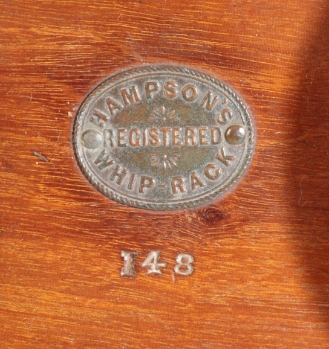 HAMPSON'S
REGISTERED
WHIP-RACK
148